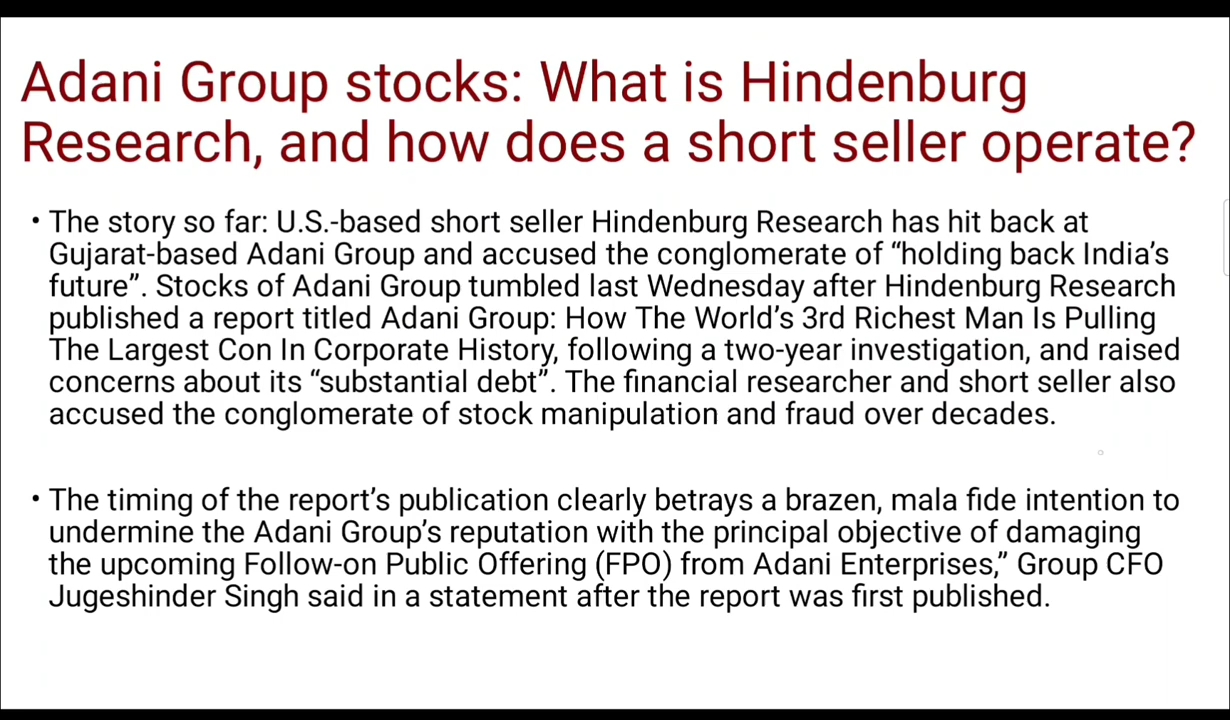 Adani Group stocks: What is Hindenburg
Research, and how does a short seller operate?
• The story so far: U.S.-based short seller Hindenburg Research has hit back at
Gujarat-based Adani Group and accused the conglomerate of “holding back India’s
future”. Stocks of Adani Group tumbled last Wednesday after Hindenburg Research
published a report titled Adani Group: How The World’s 3rd Richest Man Is Pulling
The Largest Con In Corporate History, following a two-year investigation, and raised
concerns about its “substantial debt”. The financial researcher and short seller also
accused the conglomerate of stock manipulation and fraud over decades.
• The timing of the report’s publication clearly betrays a brazen, mala fide intention to
undermine the Adani Group’s reputation with the principal objective of damaging
the upcoming Follow-on Public Offering (FPO) from Adani Enterprises,” Group CFO
Jugeshinder Singh said in a statement after the report was first published.